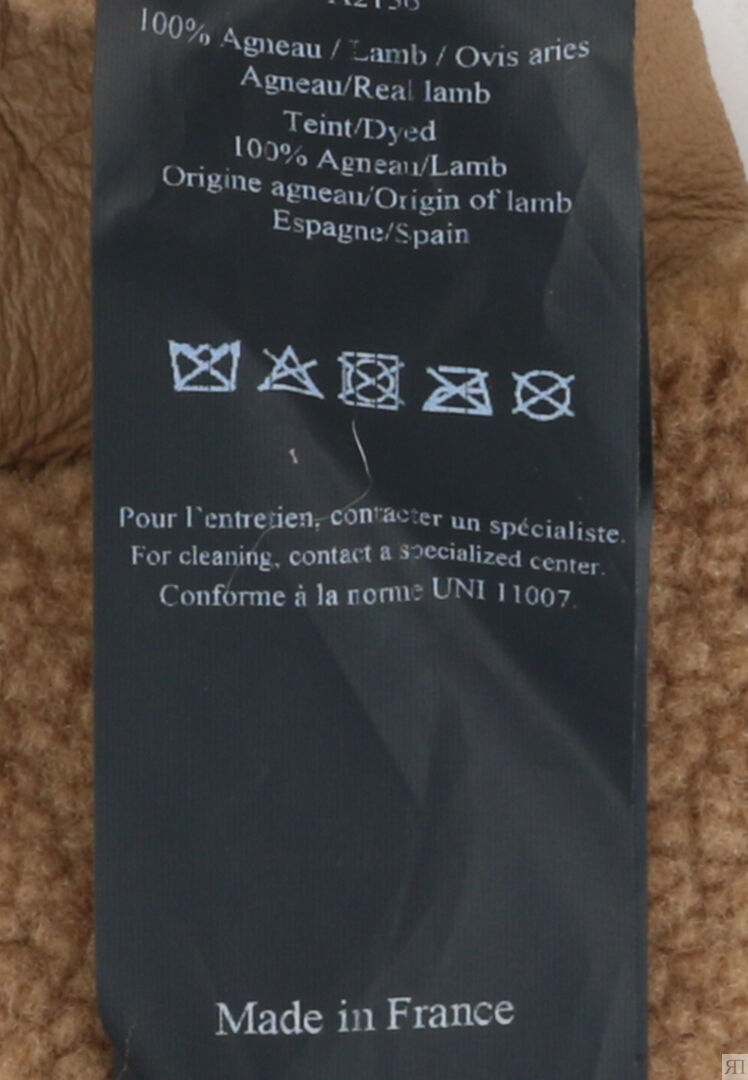 100% Agneau / Lamb / Ovis aries
Agneau/Real lamb
Teint/Dyed
100% Agneau/Lamb
Origine agneau/Origin of lamb
Espagne/Spain
Pour l'entretien, contacter un spécialiste.
For cleaning, contact a specialized center.
Conforme à la norme UNI 11007.
Made in France